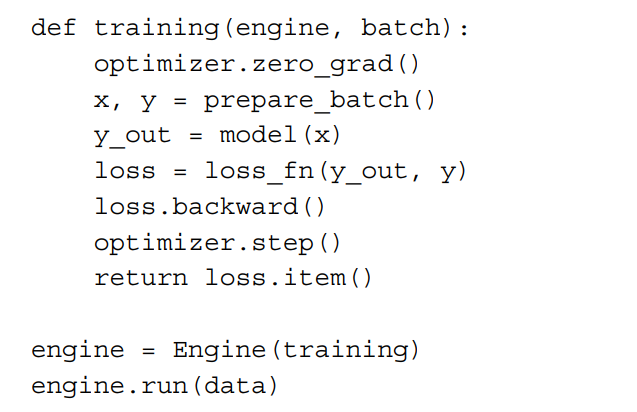 def training(engine, batch):
    optimizer.zero_grad()
    x, y = prepare_batch()
    y_out = model(x)
    loss = loss_fn(y_out, y)
    loss.backward()
    optimizer.step()
    return loss.item()

engine = Engine(training)
engine.run(data)